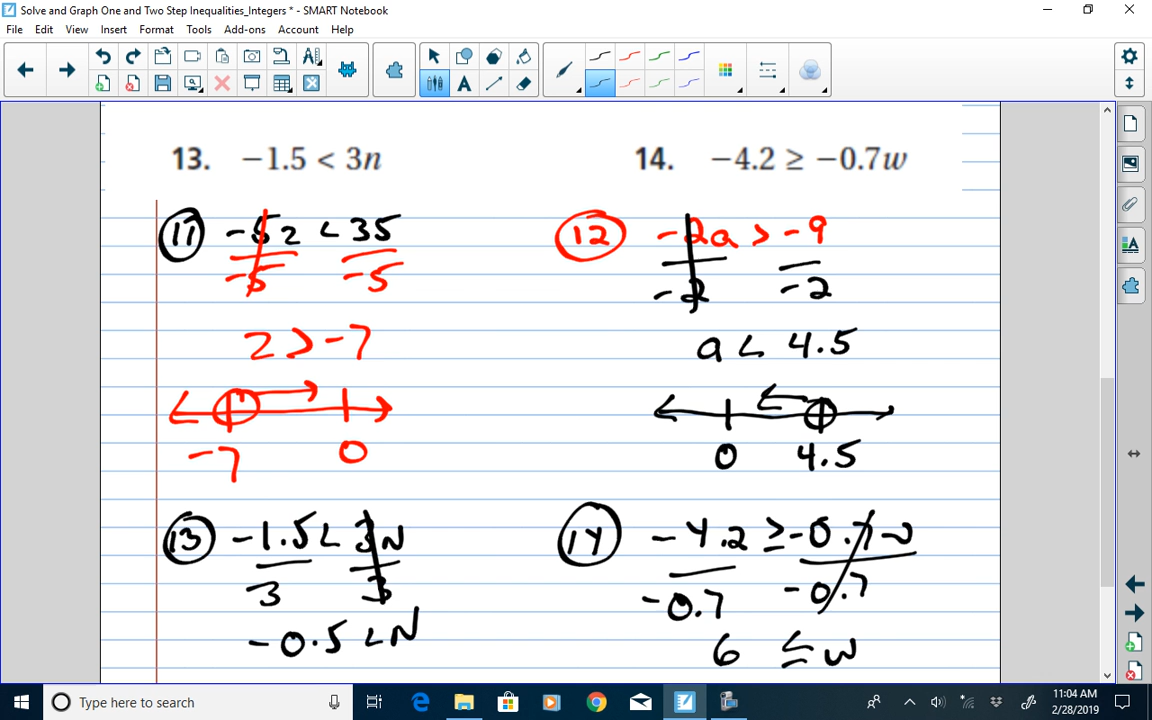 Solve and Graph One and Two Step Inequalities_Integers * - SMART Notebook
File Edit View Insert Format Tools Add-ons Account Help
13. −1.5 < 3n
14. −4.2 ≥ −0.7w
11 -5z < 35
-5 -5
z > -7
-7 0
12 -2a > -9
-2 -2
a < 4.5
0 4.5
13 -1.5 < 3N
3 3
-0.5 < N
14 -4.2 ≥ -0.7w
-0.7 -0.7
6 ≤ w
Type here to search
11:04 AM
2/28/2019